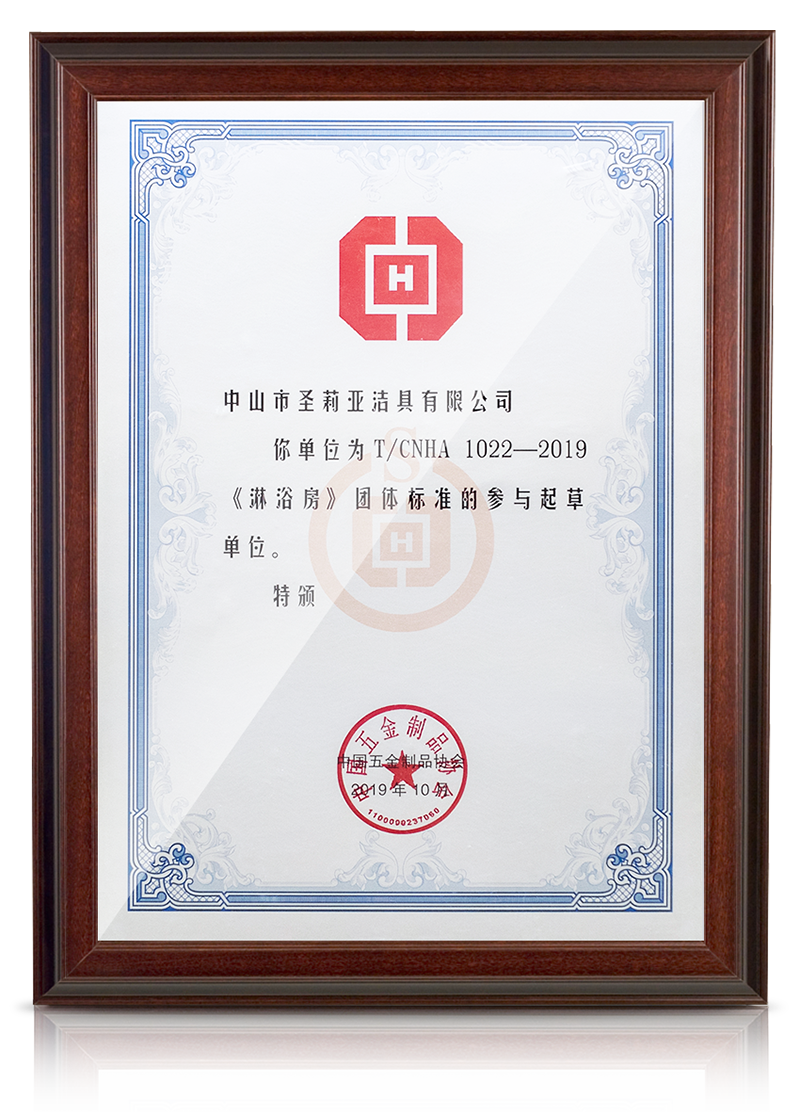 H
中山市圣莉亚洁具有限公司
你单位为T/CNHA 1022—2019
《淋浴房》团体标准的参与起草
单位。
特颁
S
H
中国五金制品协会
中国五金制品协会
2019年10月
1100000237060